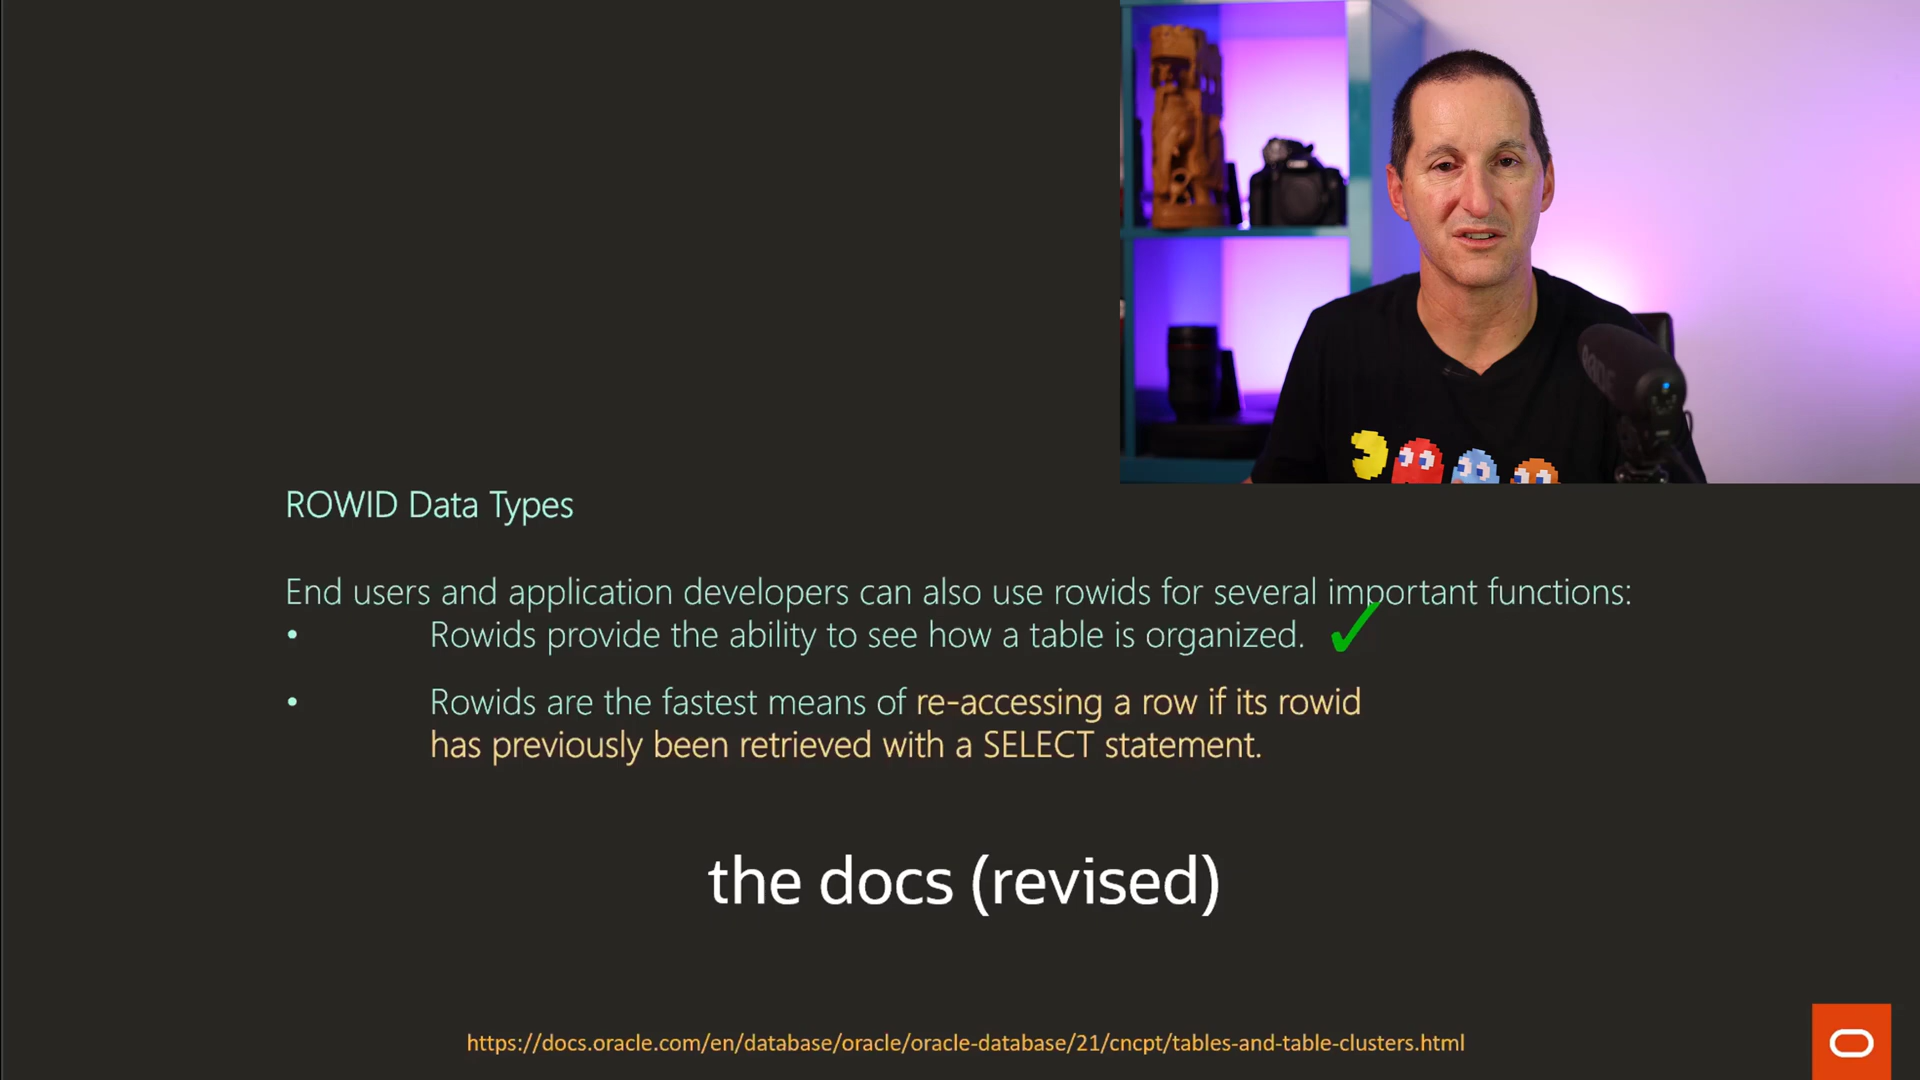 ROWID Data Types
End users and application developers can also use rowids for several important functions:
• Rowids provide the ability to see how a table is organized. ✓
• Rowids are the fastest means of re-accessing a row if its rowid
has previously been retrieved with a SELECT statement.
the docs (revised)
https://docs.oracle.com/en/database/oracle/oracle-database/21/cncpt/tables-and-table-clusters.html